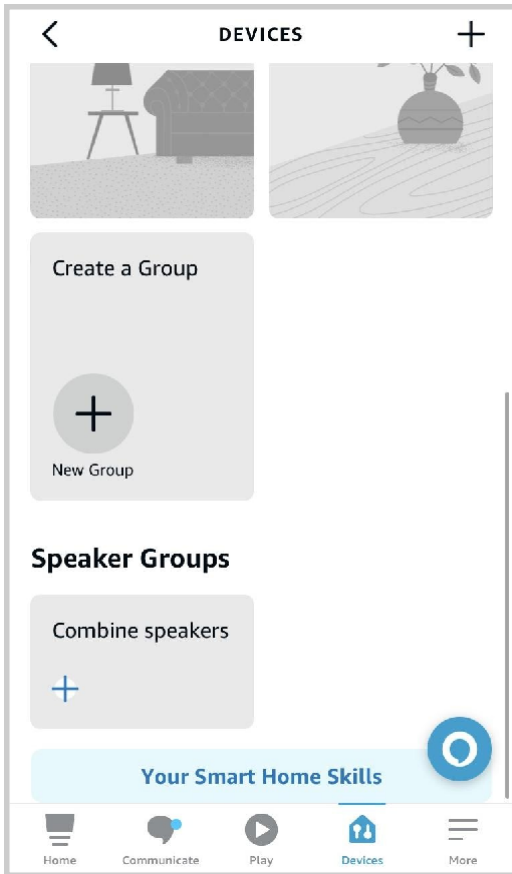 DEVICES
Create a Group
New Group
Speaker Groups
Combine speakers
Your Smart Home Skills
Home
Communicate
Play
Devices
More